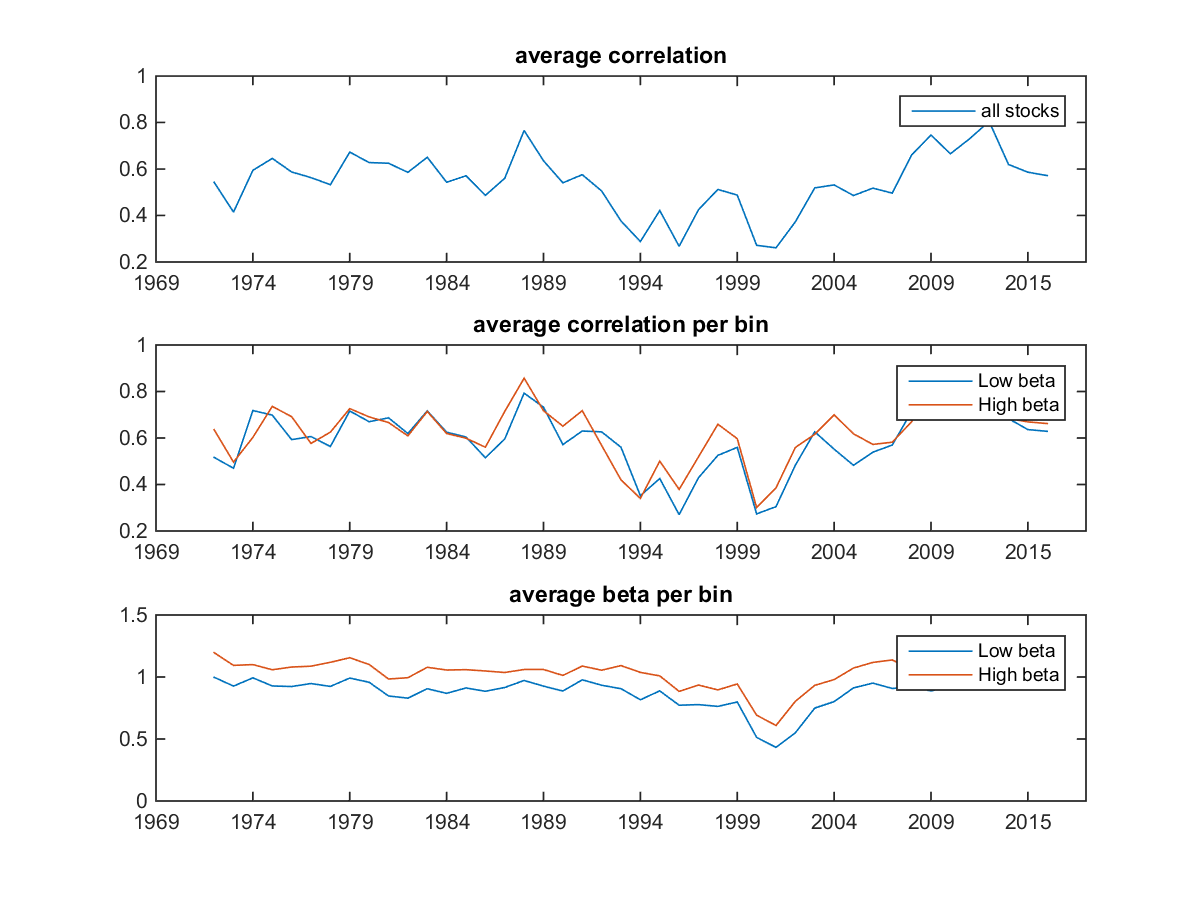 average correlation
1
0.8
0.6
0.4
0.2
all stocks
1969 1974 1979 1984 1989 1994 1999 2004 2009 2015
average correlation per bin
1
0.8
0.6
0.4
0.2
Low beta
High beta
1969 1974 1979 1984 1989 1994 1999 2004 2009 2015
average beta per bin
1.5
1
0.5
0
Low beta
High beta
1969 1974 1979 1984 1989 1994 1999 2004 2009 2015